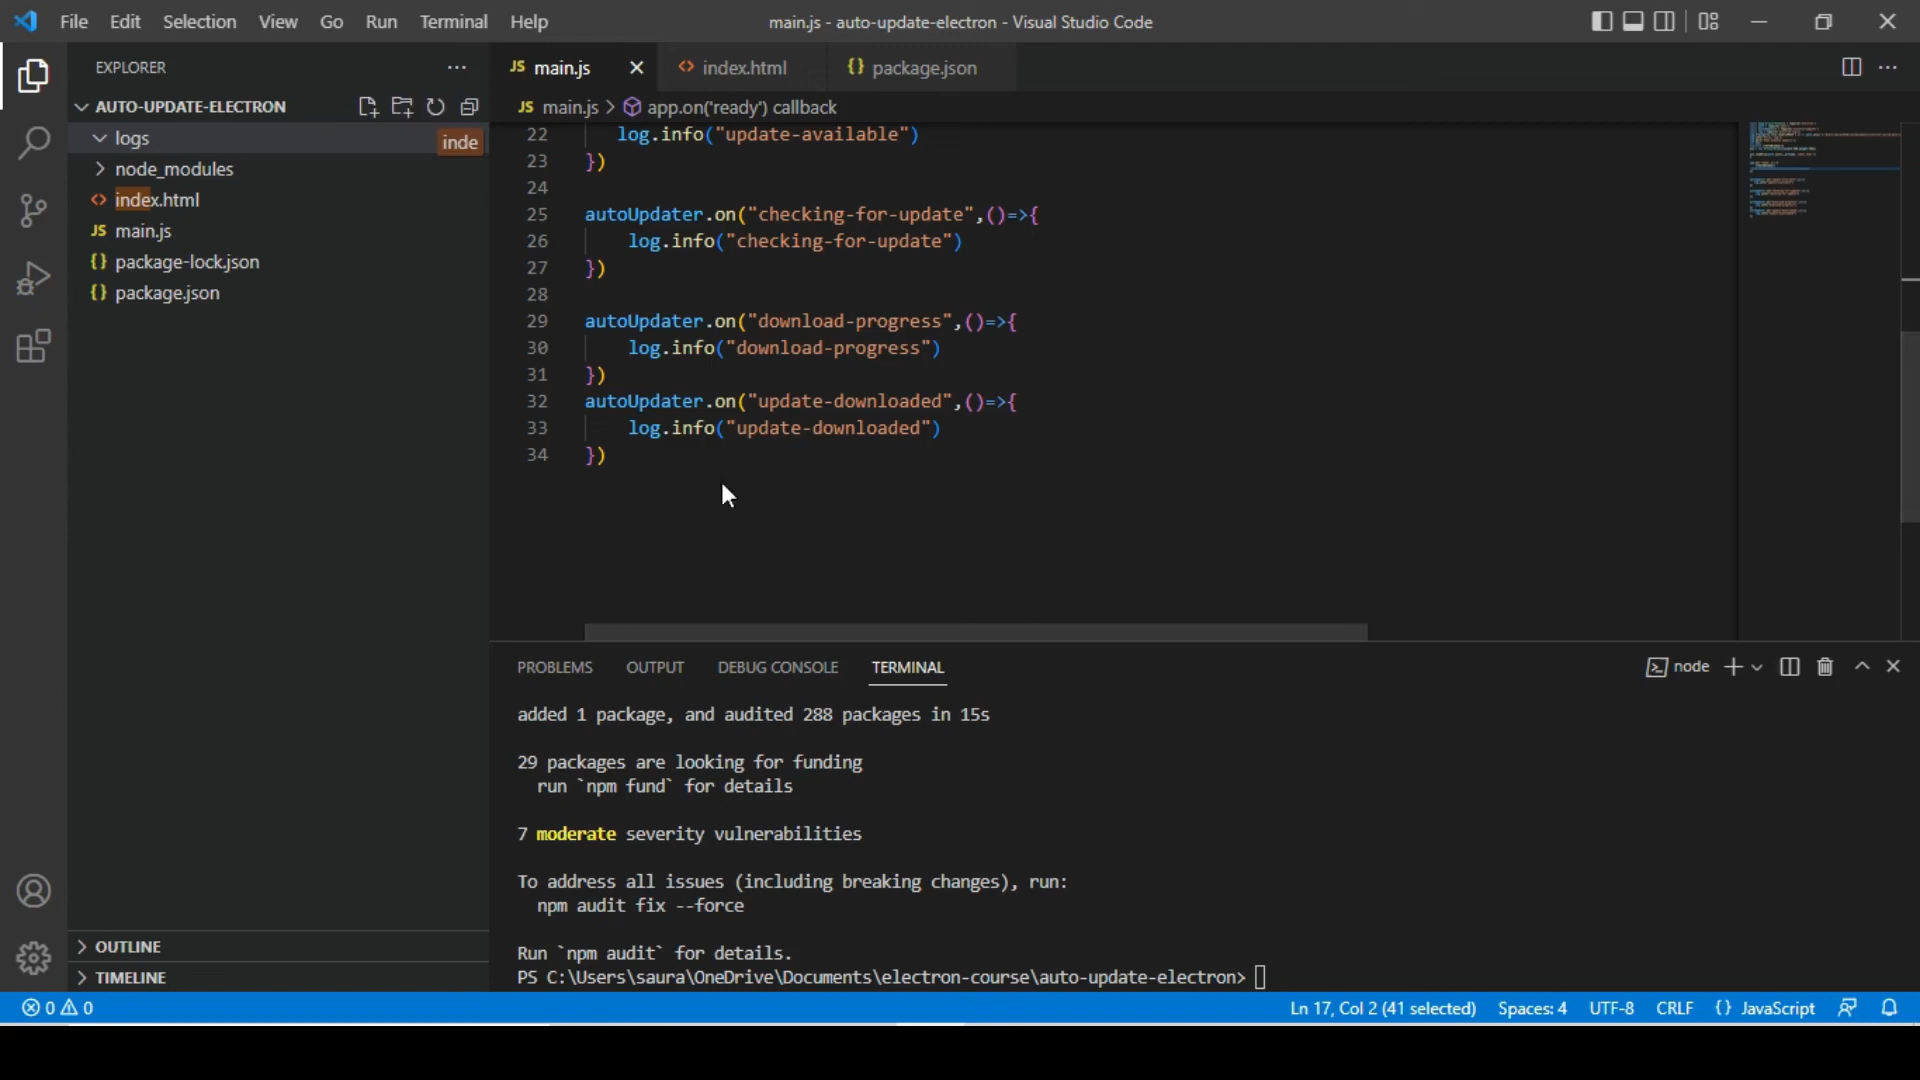 File Edit Selection View Go Run Terminal Help
main.js - auto-update-electron - Visual Studio Code
EXPLORER
AUTO-UPDATE-ELECTRON
logs
inde
node_modules
index.html
JS main.js
{} package-lock.json
{} package.json
OUTLINE
TIMELINE
JS main.js
<> index.html
{} package.json
JS main.js > app.on('ready') callback
22 log.info("update-available")
23 })
24
25 autoUpdater.on("checking-for-update",()=>{
26 log.info("checking-for-update")
27 })
28
29 autoUpdater.on("download-progress",()=>{
30 log.info("download-progress")
31 })
32 autoUpdater.on("update-downloaded",()=>{
33 log.info("update-downloaded")
34 })
PROBLEMS OUTPUT DEBUG CONSOLE TERMINAL
node
added 1 package, and audited 288 packages in 15s
29 packages are looking for funding
run `npm fund` for details
7 moderate severity vulnerabilities
To address all issues (including breaking changes), run:
npm audit fix --force
Run `npm audit` for details.
PS C:\Users\saura\OneDrive\Documents\electron-course\auto-update-electron>
0 0
Ln 17, Col 2 (41 selected) Spaces: 4 UTF-8 CRLF {} JavaScript